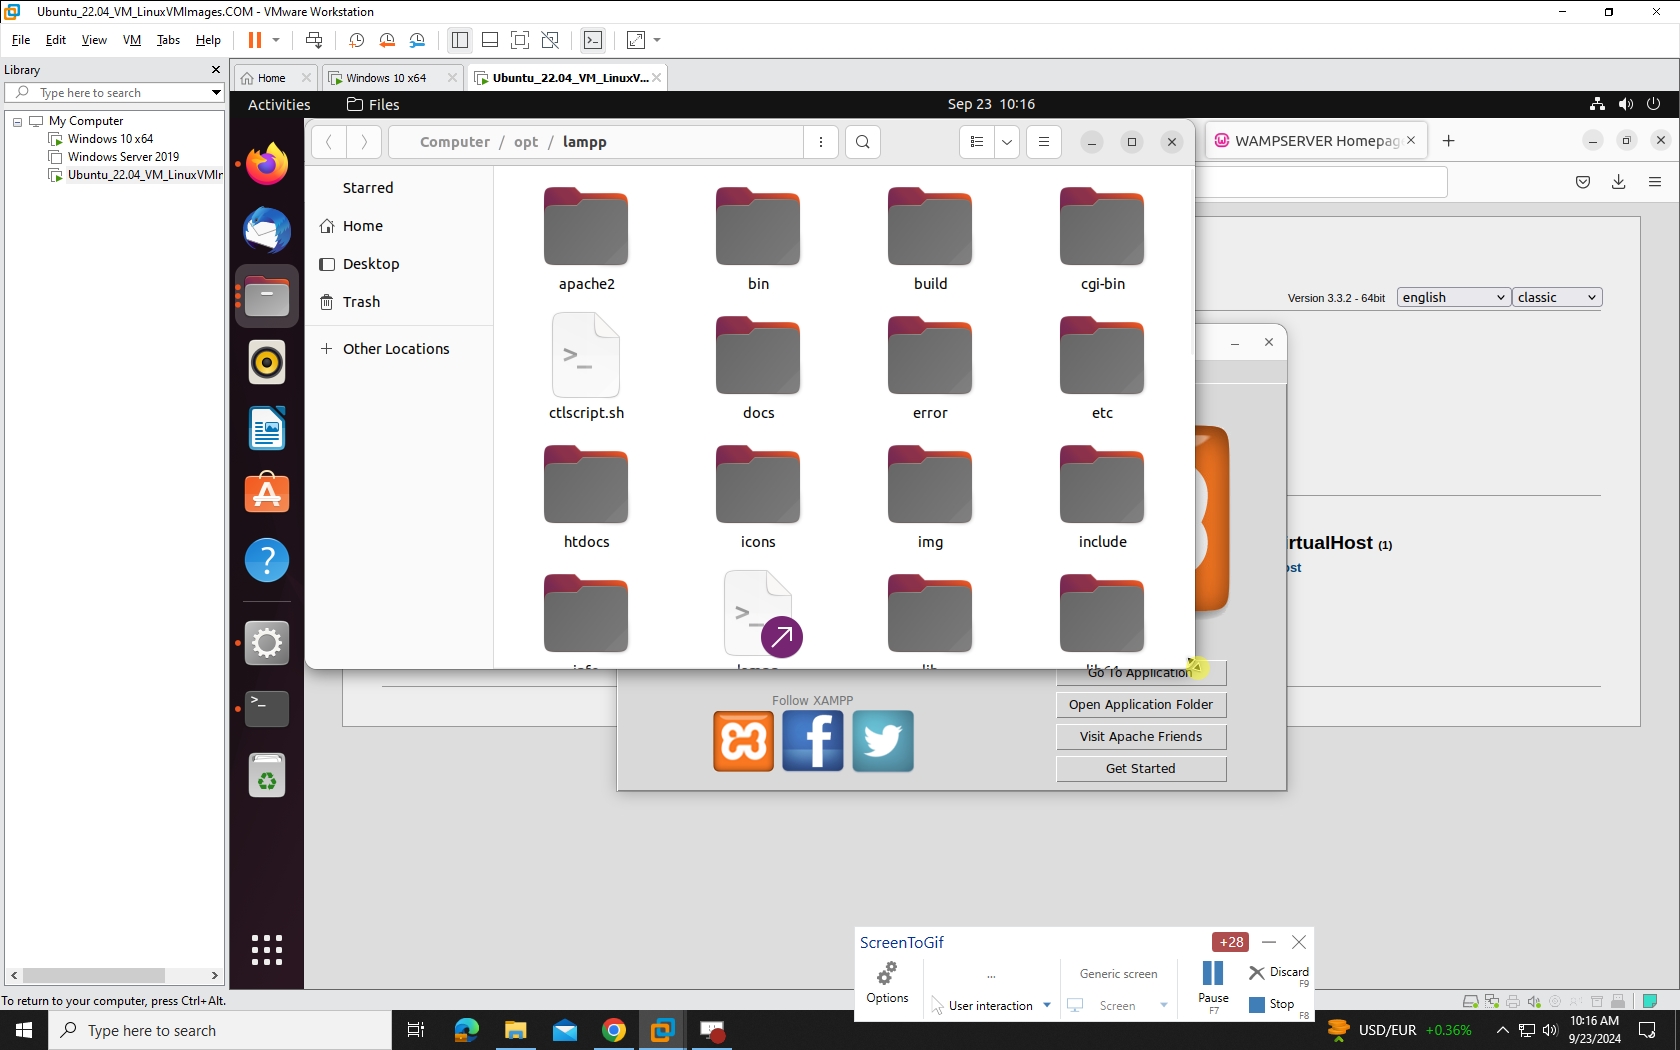 Ubuntu_22.04_VM_LinuxVMImages.COM - VMware Workstation
File Edit View VM Tabs Help
Library
Type here to search
My Computer
Windows 10 x64
Windows Server 2019
Ubuntu_22.04_VM_LinuxVMIr
Home
Windows 10 x64
Ubuntu_22.04_VM_LinuxV...
Activities
Files
Sep 23 10:16
Computer / opt / lampp
WAMPSERVER Homepag
Starred
Home
Desktop
Trash
Other Locations
apache2
bin
build
cgi-bin
ctlscript.sh
docs
error
etc
htdocs
icons
img
include
Version 3.3.2 - 64bit
english
classic
irtualHost (1)
ost
Go To Application
Open Application Folder
Visit Apache Friends
Get Started
Follow XAMPP
ScreenToGif
+28
Options
...
User interaction
Generic screen
Screen
Pause
F7
Discard
F9
Stop
F8
To return to your computer, press Ctrl+Alt.
Type here to search
USD/EUR +0.36%
10:16 AM
9/23/2024